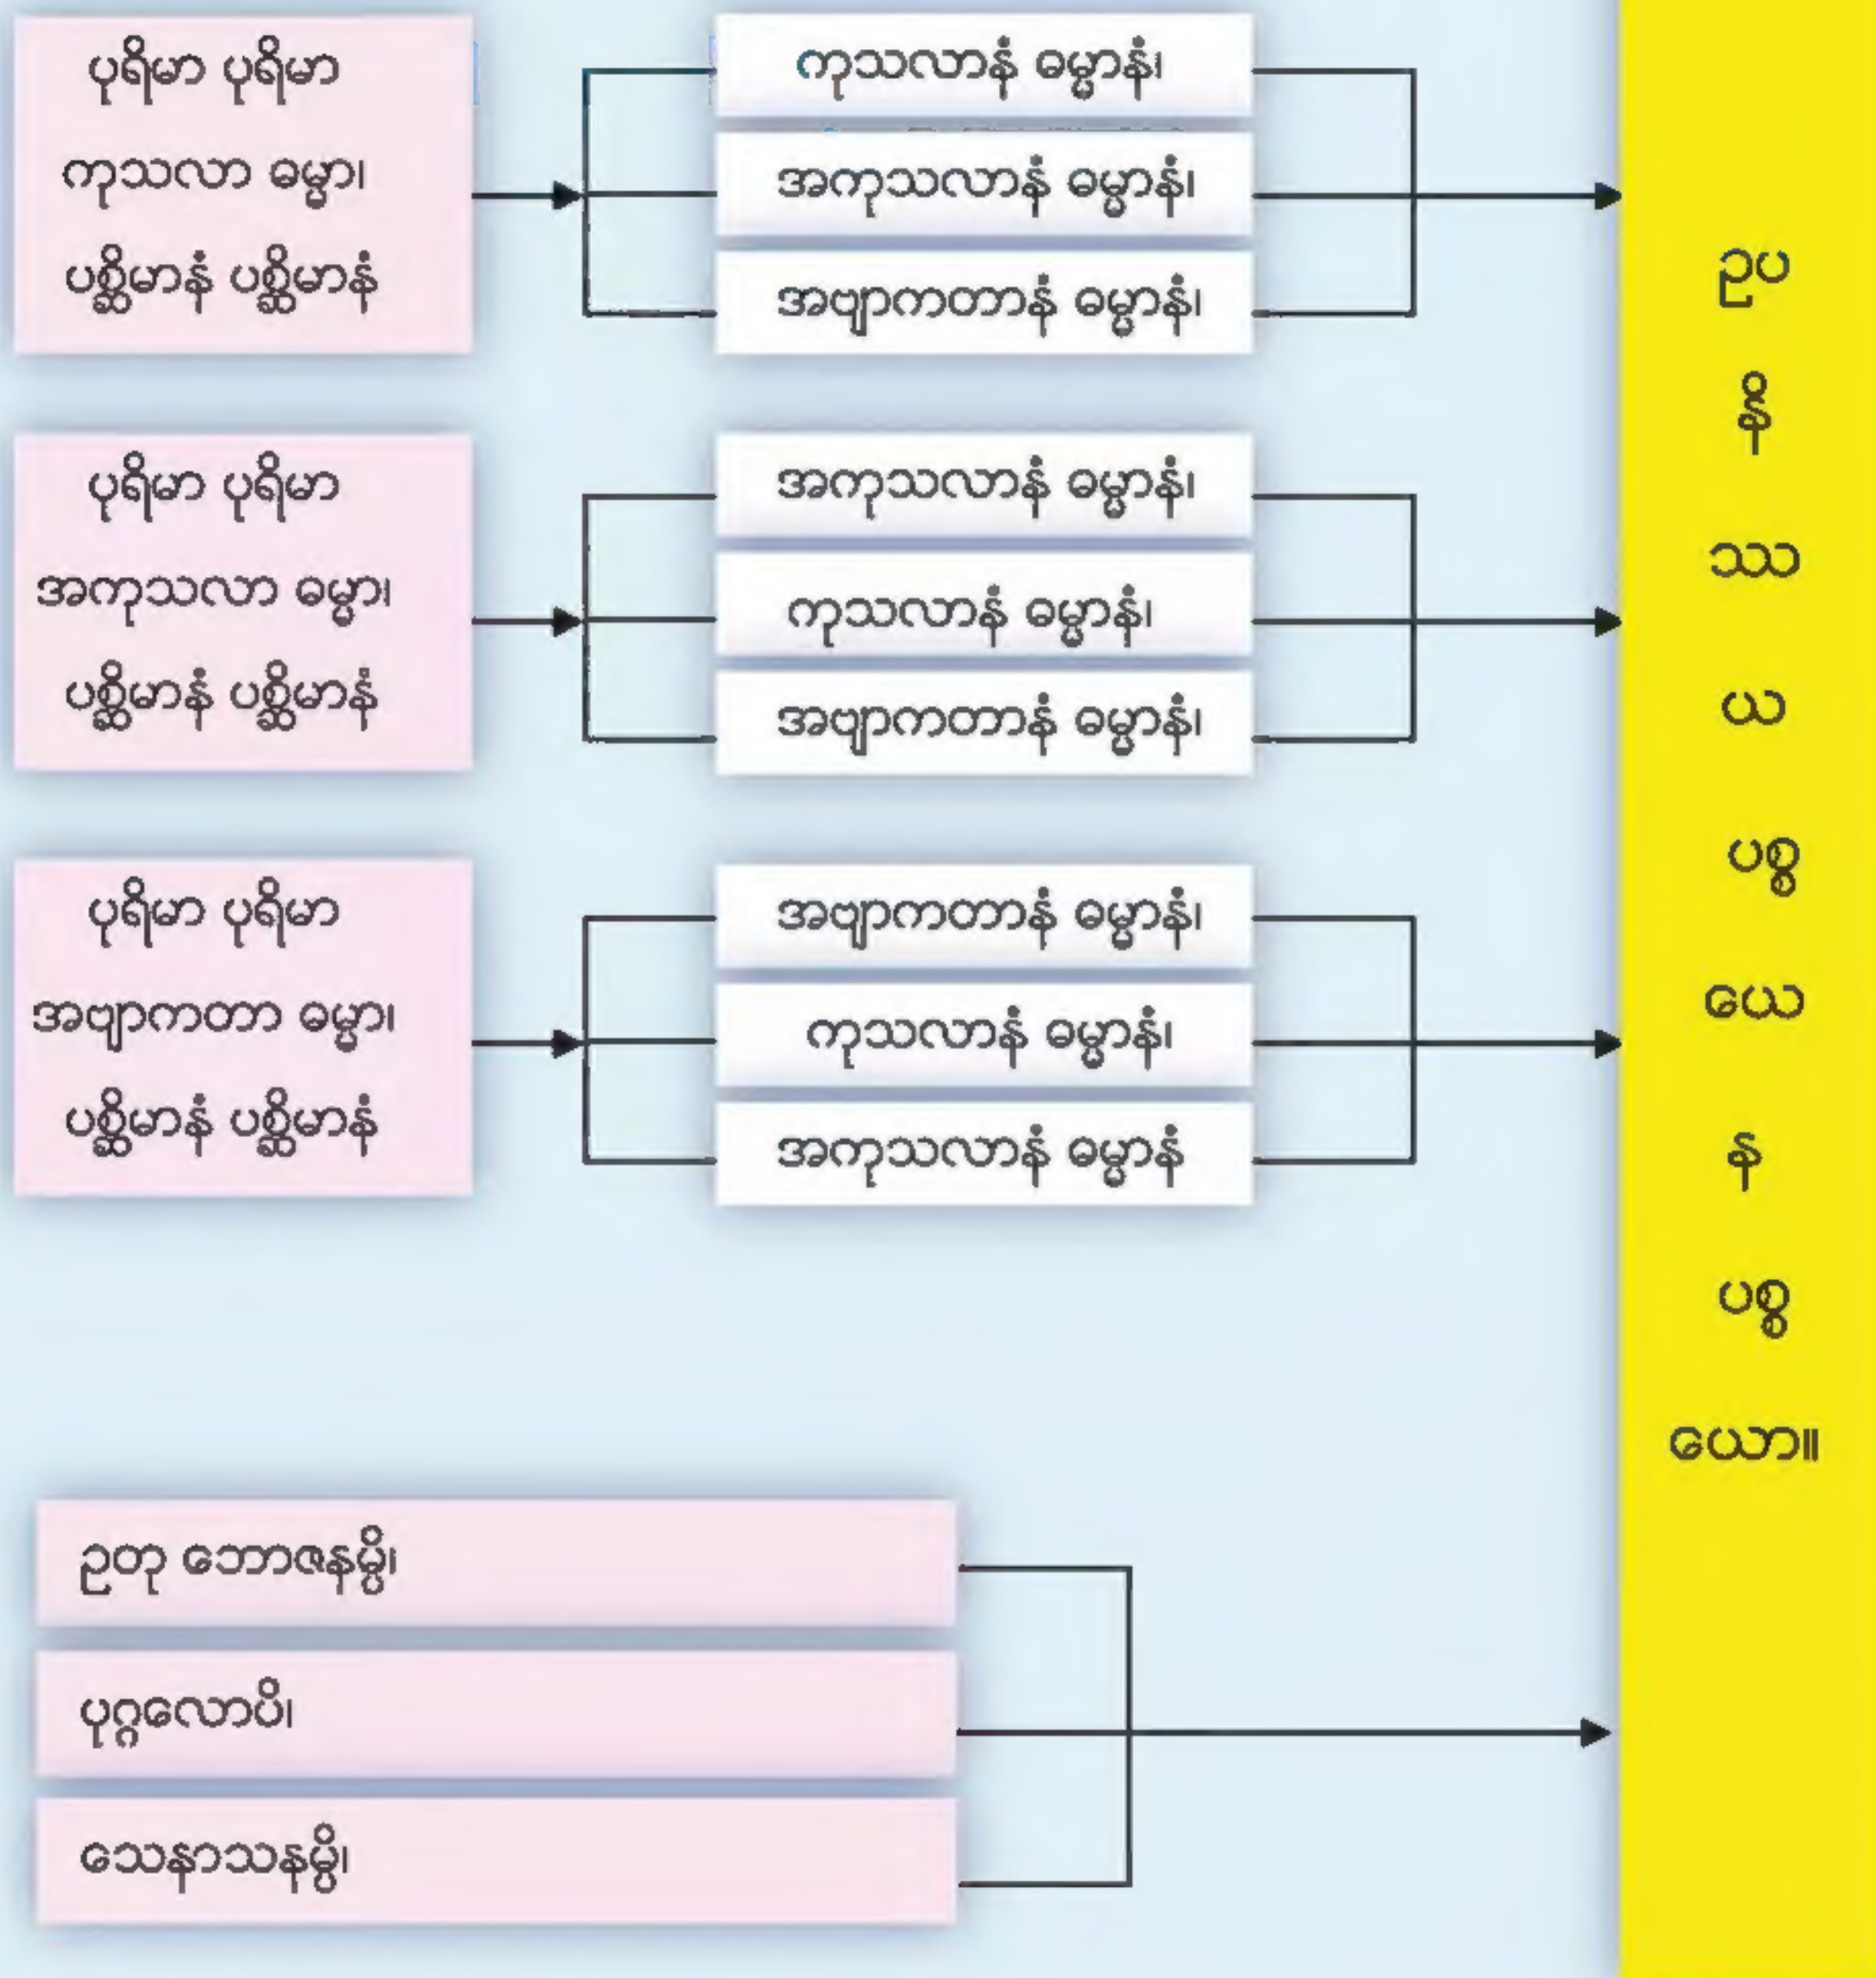 ပုရိမာ ပုရိမာ
ကုသလာ ဓမ္မာ၊
ပစ္ဆိမာနံ ပစ္ဆိမာနံ
ကုသလာနံ ဓမ္မာနံ၊
အကုသလာနံ ဓမ္မာနံ၊
အဗျာကတာနံ ဓမ္မာနံ၊
ပုရိမာ ပုရိမာ
အကုသလာ ဓမ္မာ၊
ပစ္ဆိမာနံ ပစ္ဆိမာနံ
အကုသလာနံ ဓမ္မာနံ၊
ကုသလာနံ ဓမ္မာနံ၊
အဗျာကတာနံ ဓမ္မာနံ၊
ပုရိမာ ပုရိမာ
အဗျာကတာ ဓမ္မာ၊
ပစ္ဆိမာနံ ပစ္ဆိမာနံ
အဗျာကတာနံ ဓမ္မာနံ၊
ကုသလာနံ ဓမ္မာနံ၊
အကုသလာနံ ဓမ္မာနံ
ဥတု ဘောဇနမ္ပိ၊
ပုဂ္ဂလောပိ၊
သေနာသနမ္ပိ၊
ဥပ
နိ
ဿ
ယ
ပစ္စ
ယေ
န
ပစ္စ
ယော။